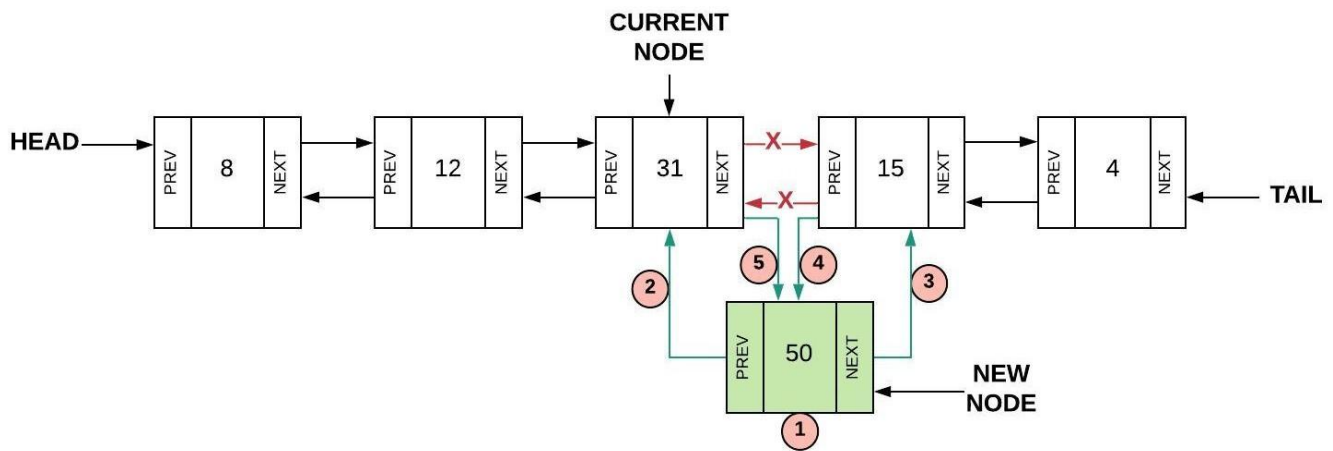 CURRENT
NODE
HEAD
PREV 8 NEXT
PREV 12 NEXT
PREV 31 NEXT
X
X
PREV 15 NEXT
PREV 4 NEXT
TAIL
2
5
4
3
PREV 50 NEXT
NEW
NODE
1